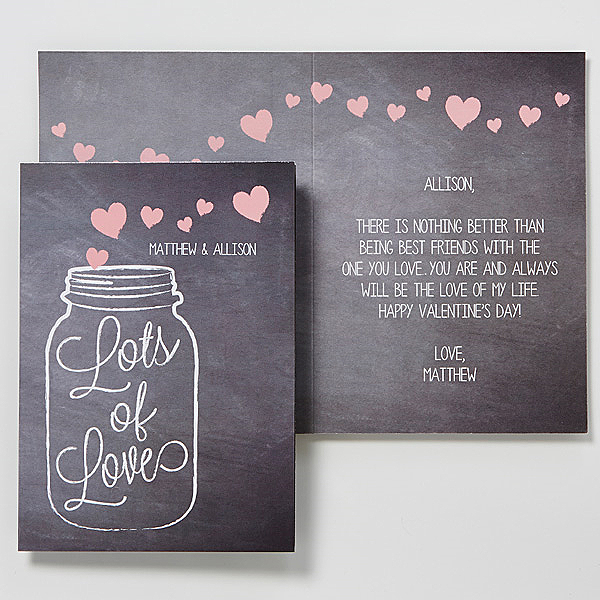 MATTHEW & ALLISON
Lots
of
Love
ALLISON,
THERE IS NOTHING BETTER THAN
BEING BEST FRIENDS WITH THE
ONE YOU LOVE. YOU ARE AND ALWAYS
WILL BE THE LOVE OF MY LIFE.
HAPPY VALENTINE'S DAY!
LOVE,
MATTHEW